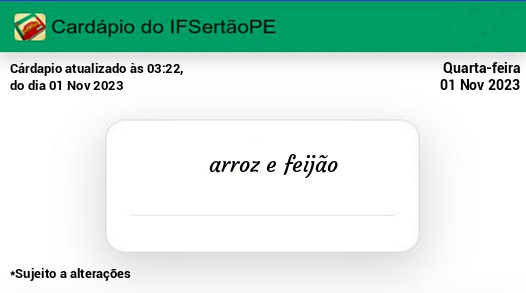 Cardápio do IFSertãoPE
Cárdapio atualizado às 03:22,
do dia 01 Nov 2023
Quarta-feira
01 Nov 2023
arroz e feijão
*Sujeito a alterações